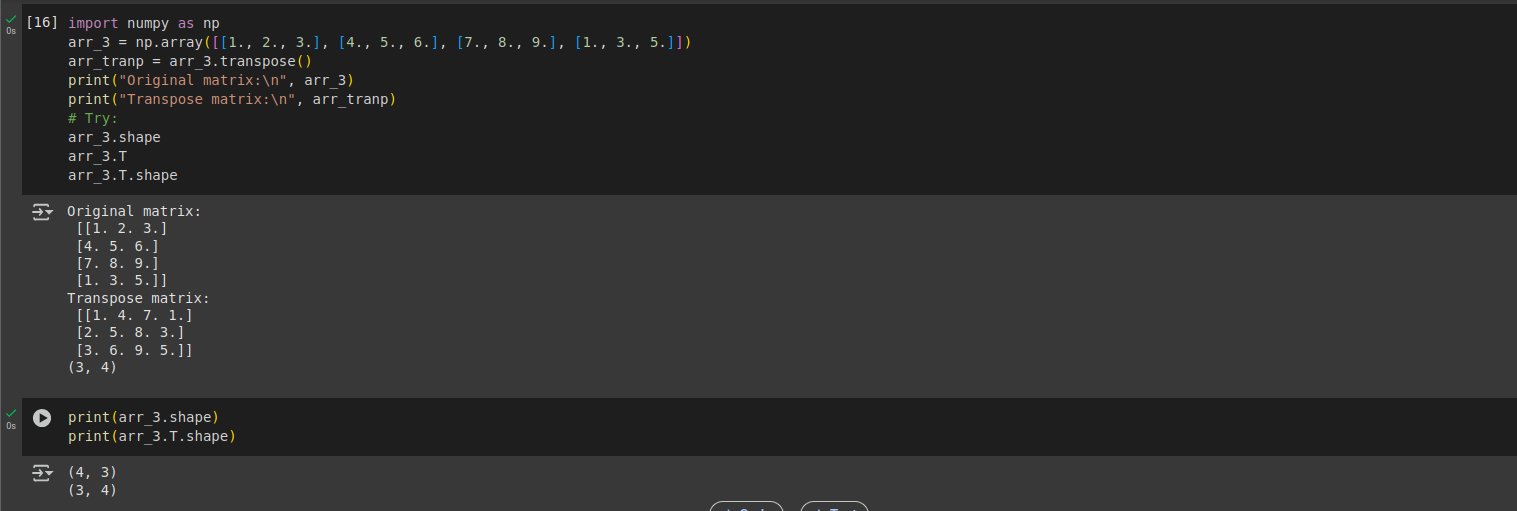 [16] import numpy as np
0s
arr_3 = np.array([[1., 2., 3.], [4., 5., 6.], [7., 8., 9.], [1., 3., 5.]])
arr_tranp = arr_3.transpose()
print("Original matrix:\n", arr_3)
print("Transpose matrix:\n", arr_tranp)
# Try:
arr_3.shape
arr_3.T
arr_3.T.shape
Original matrix:
[[1. 2. 3.]
[4. 5. 6.]
[7. 8. 9.]
[1. 3. 5.]]
Transpose matrix:
[[1. 4. 7. 1.]
[2. 5. 8. 3.]
[3. 6. 9. 5.]]
(3, 4)
print(arr_3.shape)
0s
print(arr_3.T.shape)
(4, 3)
(3, 4)